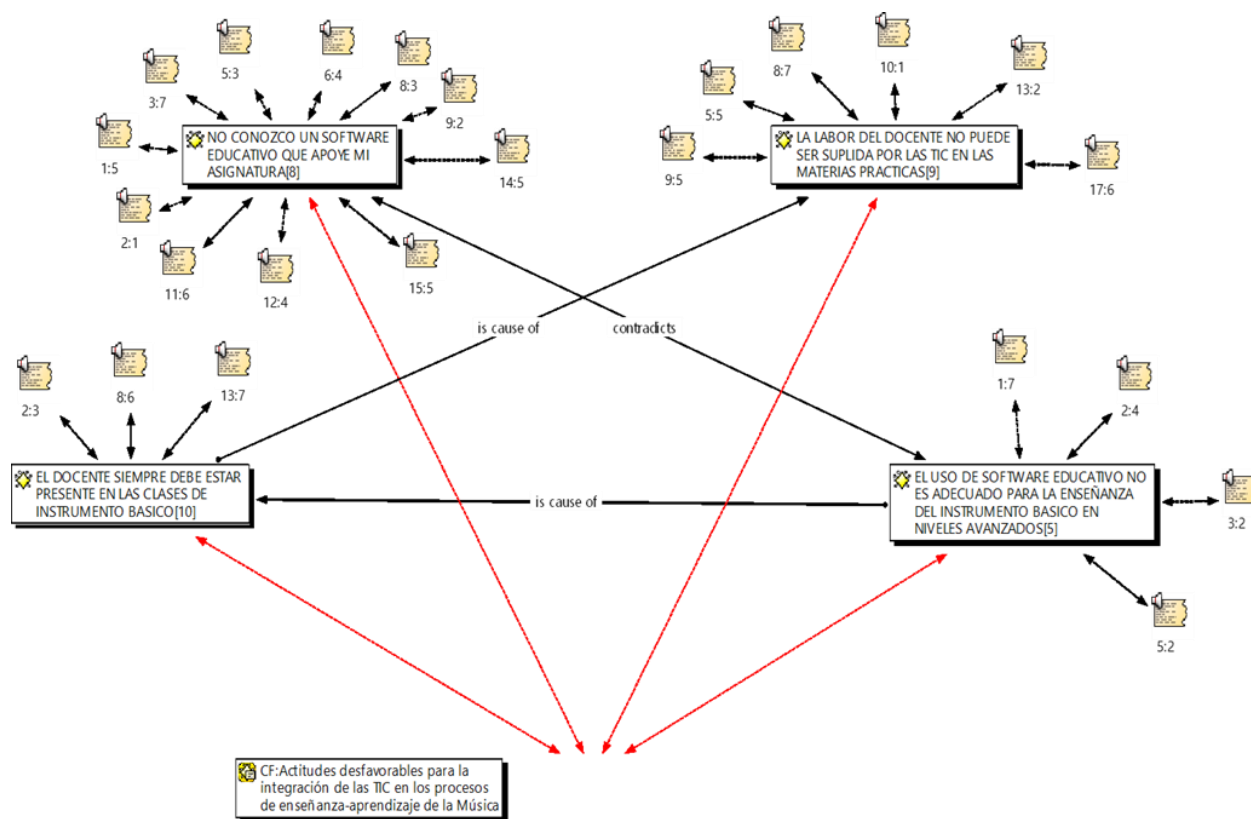 5:3
6:4
3:7
8:3
9:2
1:5
NO CONOZCO UN SOFTWARE
EDUCATIVO QUE APOYE MI
ASIGNATURA[8]
14:5
2:1
11:6
12:4
15:5
8:7
10:1
13:2
5:5
9:5
LA LABOR DEL DOCENTE NO PUEDE
SER SUPLIDA POR LAS TIC EN LAS
MATERIAS PRACTICAS[9]
17:6
is cause of
contradicts
2:3
8:6
13:7
EL DOCENTE SIEMPRE DEBE ESTAR
PRESENTE EN LAS CLASES DE
INSTRUMENTO BASICO[10]
is cause of
1:7
2:4
EL USO DE SOFTWARE EDUCATIVO NO
ES ADECUADO PARA LA ENSEÑANZA
DEL INSTRUMENTO BASICO EN
NIVELES AVANZADOS[5]
3:2
5:2
CF:Actitudes desfavorables para la
integración de las TIC en los procesos
de enseñanza-aprendizaje de la Música